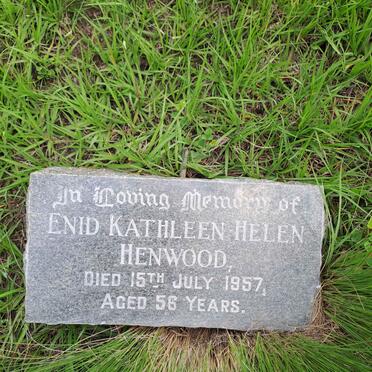 In Loving Memory of
ENID KATHLEEN HELEN
HENWOOD,
DIED 15TH JULY 1957,
AGED 56 YEARS.